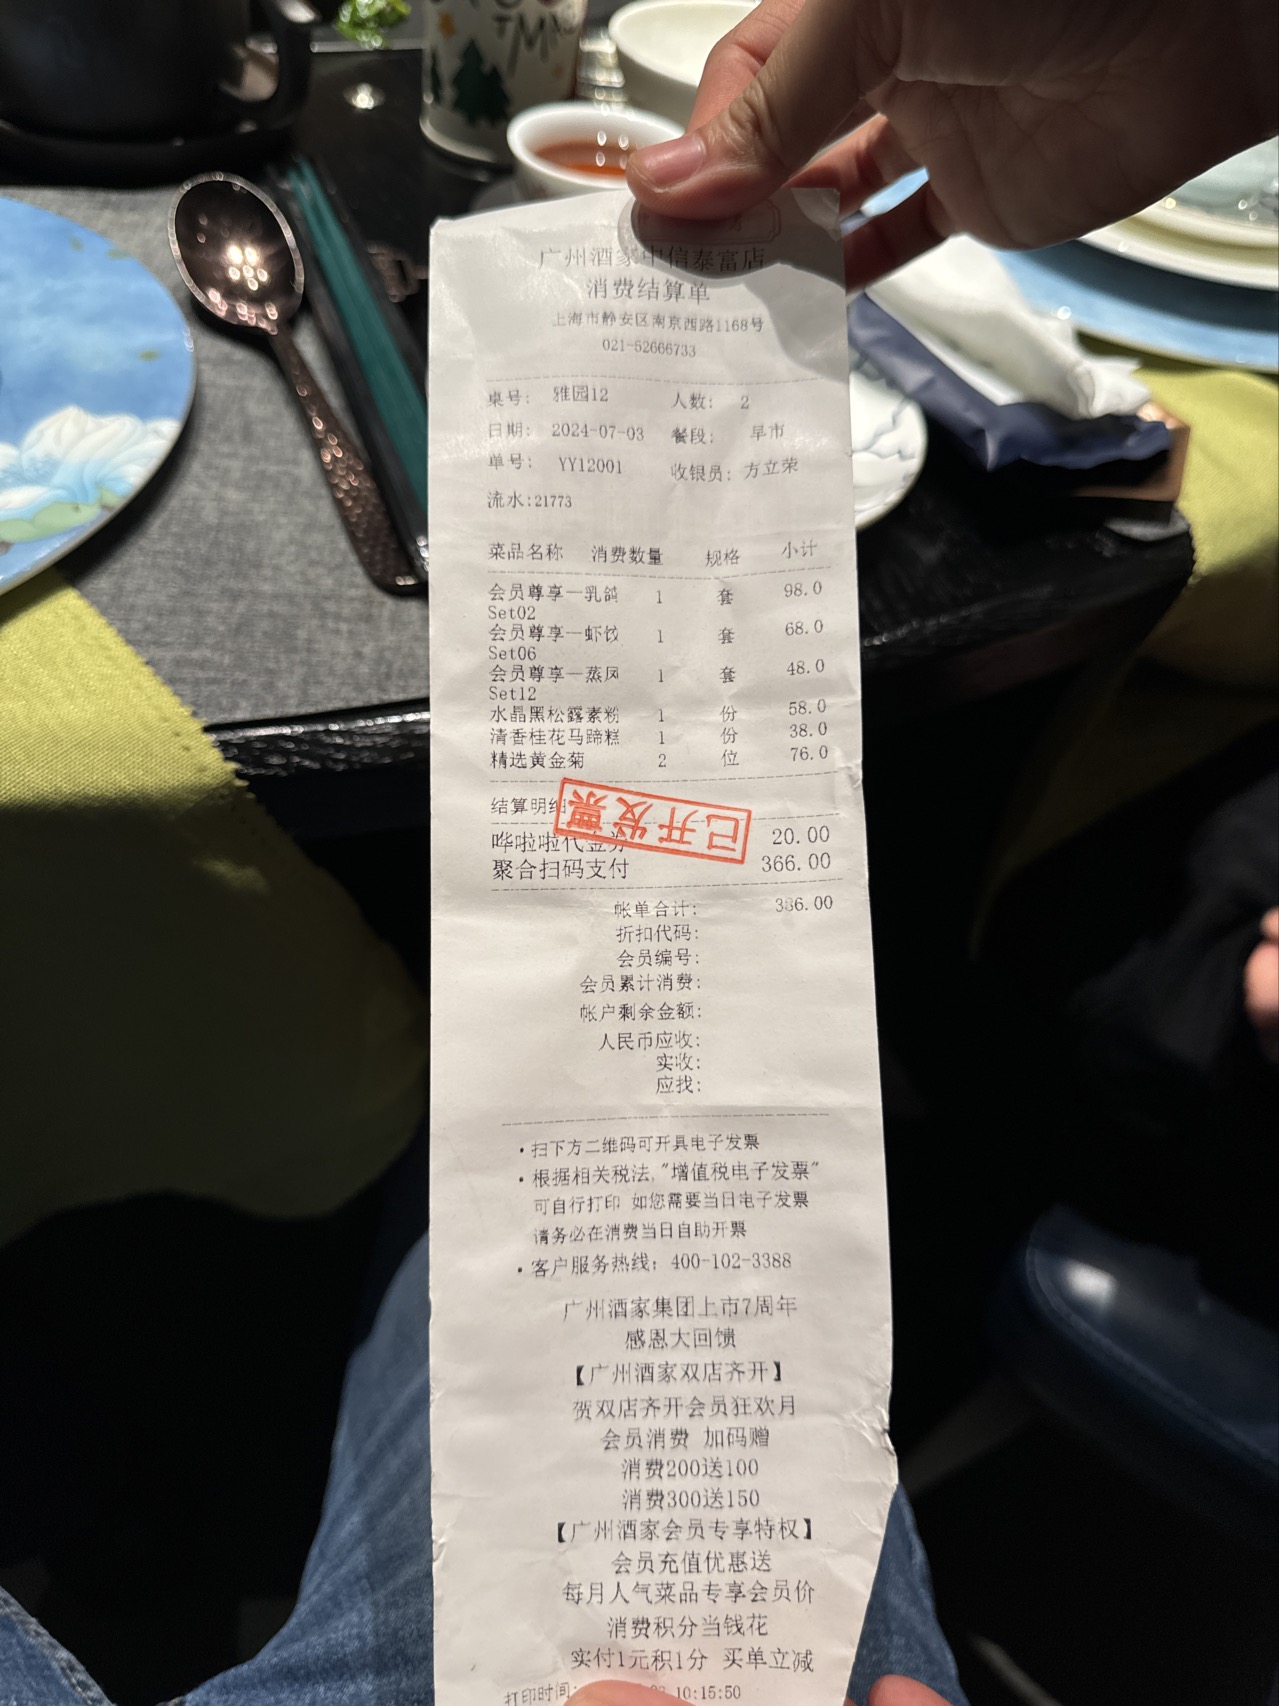 TMA
广州酒家中信泰富店
消费结算单
上海市静安区南京西路1168号
021-52666733
桌号: 雅园12 人数: 2
日期: 2024-07-03 餐段: 早市
单号: YY12001 收银员: 方立荣
流水:21773
菜品名称 消费数量 规格 小计
会员尊享—乳鸽 1 套 98.0
Set02
会员尊享—虾饺 1 套 68.0
Set06
会员尊享—蒸凤 1 套 48.0
Set12
水晶黑松露素粉 1 份 58.0
清香桂花马蹄糕 1 份 38.0
精选黄金菊 2 位 76.0
结算明细
已开发票
哗啦啦代金券 20.00
聚合扫码支付 366.00
帐单合计: 386.00
折扣代码:
会员编号:
会员累计消费:
帐户剩余金额:
人民币应收:
实收:
应找:
·扫下方二维码可开具电子发票
·根据相关税法,"增值税电子发票"
可自行打印 如您需要当日电子发票
请务必在消费当日自助开票
·客户服务热线: 400-102-3388
广州酒家集团上市7周年
感恩大回馈
【广州酒家双店齐开】
贺双店齐开会员狂欢月
会员消费 加码赠
消费200送100
消费300送150
【广州酒家会员专享特权】
会员充值优惠送
每月人气菜品专享会员价
消费积分当钱花
实付1元积1分 买单立减
打印时间: 10:15:50